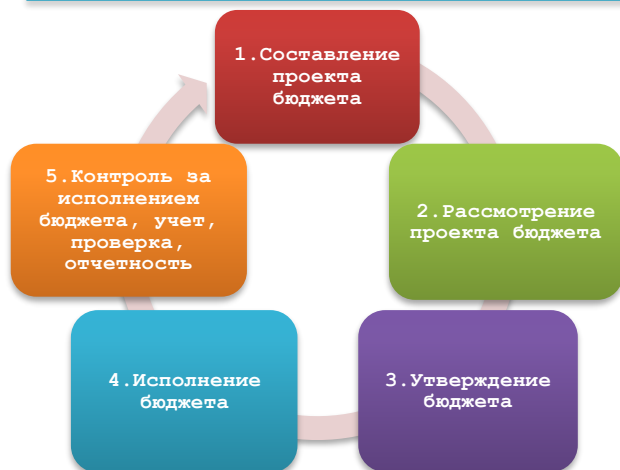 1.Составление
проекта
бюджета
2.Рассмотрение
проекта бюджета
3.Утверждение
бюджета
4.Исполнение
бюджета
5.Контроль за
исполнением
бюджета, учет,
проверка,
отчетность